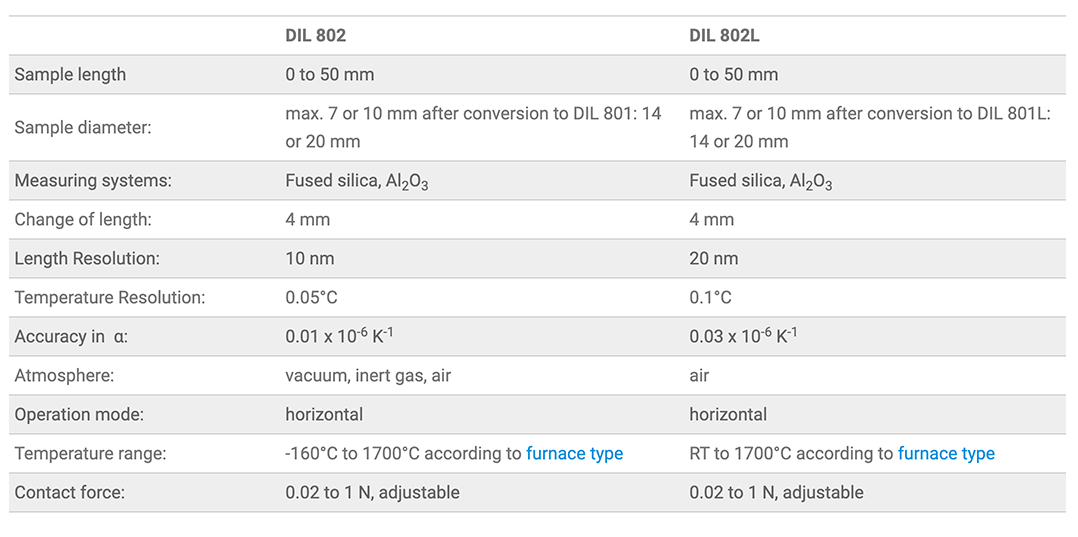 DIL 802 DIL 802L
Sample length 0 to 50 mm 0 to 50 mm
Sample diameter: max. 7 or 10 mm after conversion to DIL 801: 14 or 20 mm max. 7 or 10 mm after conversion to DIL 801L: 14 or 20 mm
Measuring systems: Fused silica, Al₂O₃ Fused silica, Al₂O₃
Change of length: 4 mm 4 mm
Length Resolution: 10 nm 20 nm
Temperature Resolution: 0.05°C 0.1°C
Accuracy in α: 0.01 x 10⁻⁶ K⁻¹ 0.03 x 10⁻⁶ K⁻¹
Atmosphere: vacuum, inert gas, air air
Operation mode: horizontal horizontal
Temperature range: -160°C to 1700°C according to furnace type RT to 1700°C according to furnace type
Contact force: 0.02 to 1 N, adjustable 0.02 to 1 N, adjustable